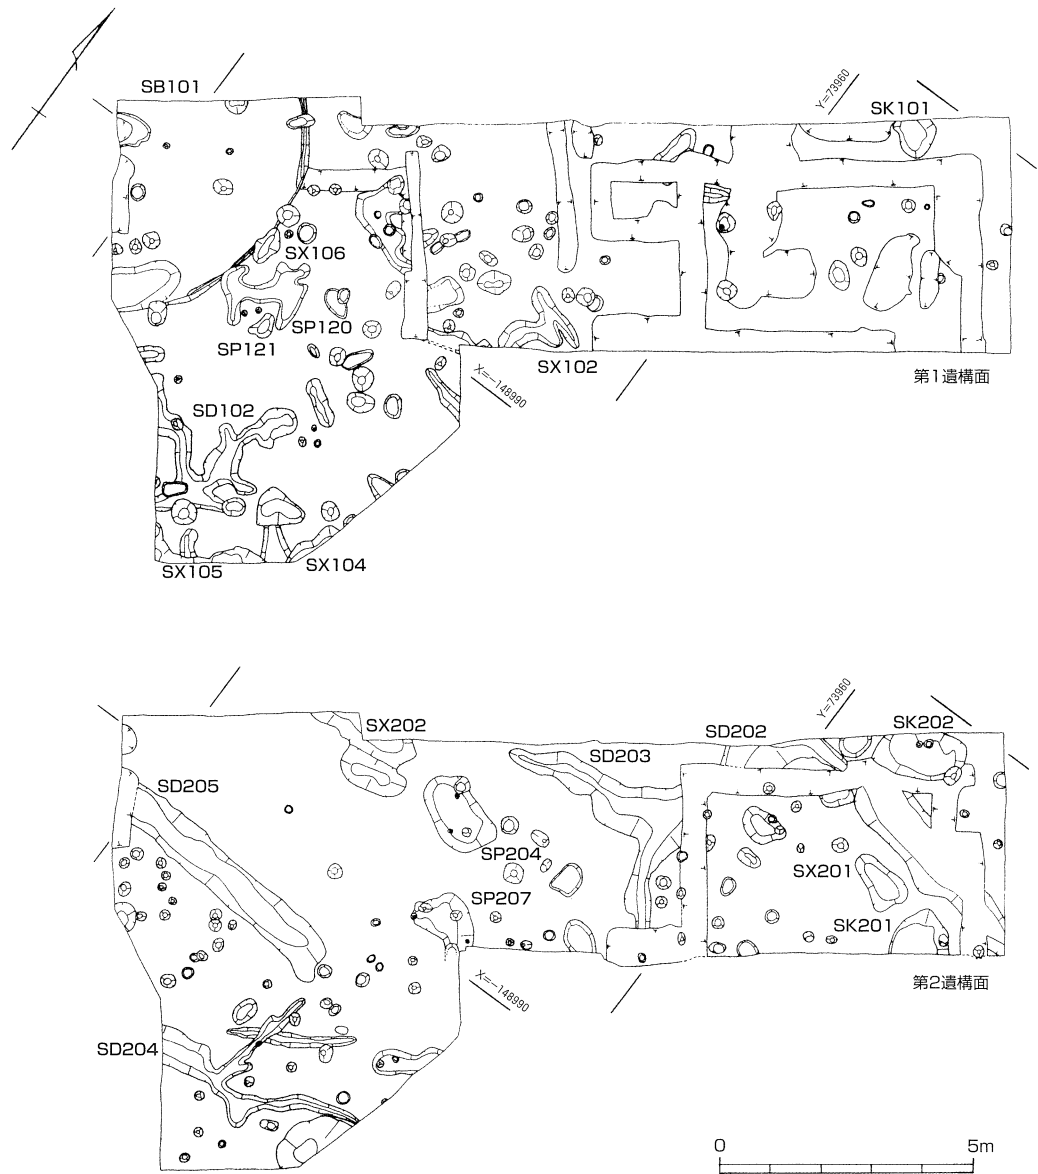 SB101
Y=73960
SK101
SX106
SP120
SP121
SX102
X=-148990
第1遺構面
SD102
SX104
SX105
Y=73960
SX202
SD202
SK202
SD203
SD205
SP204
SX201
SP207
SK201
X=-148990
第2遺構面
SD204
0 5m